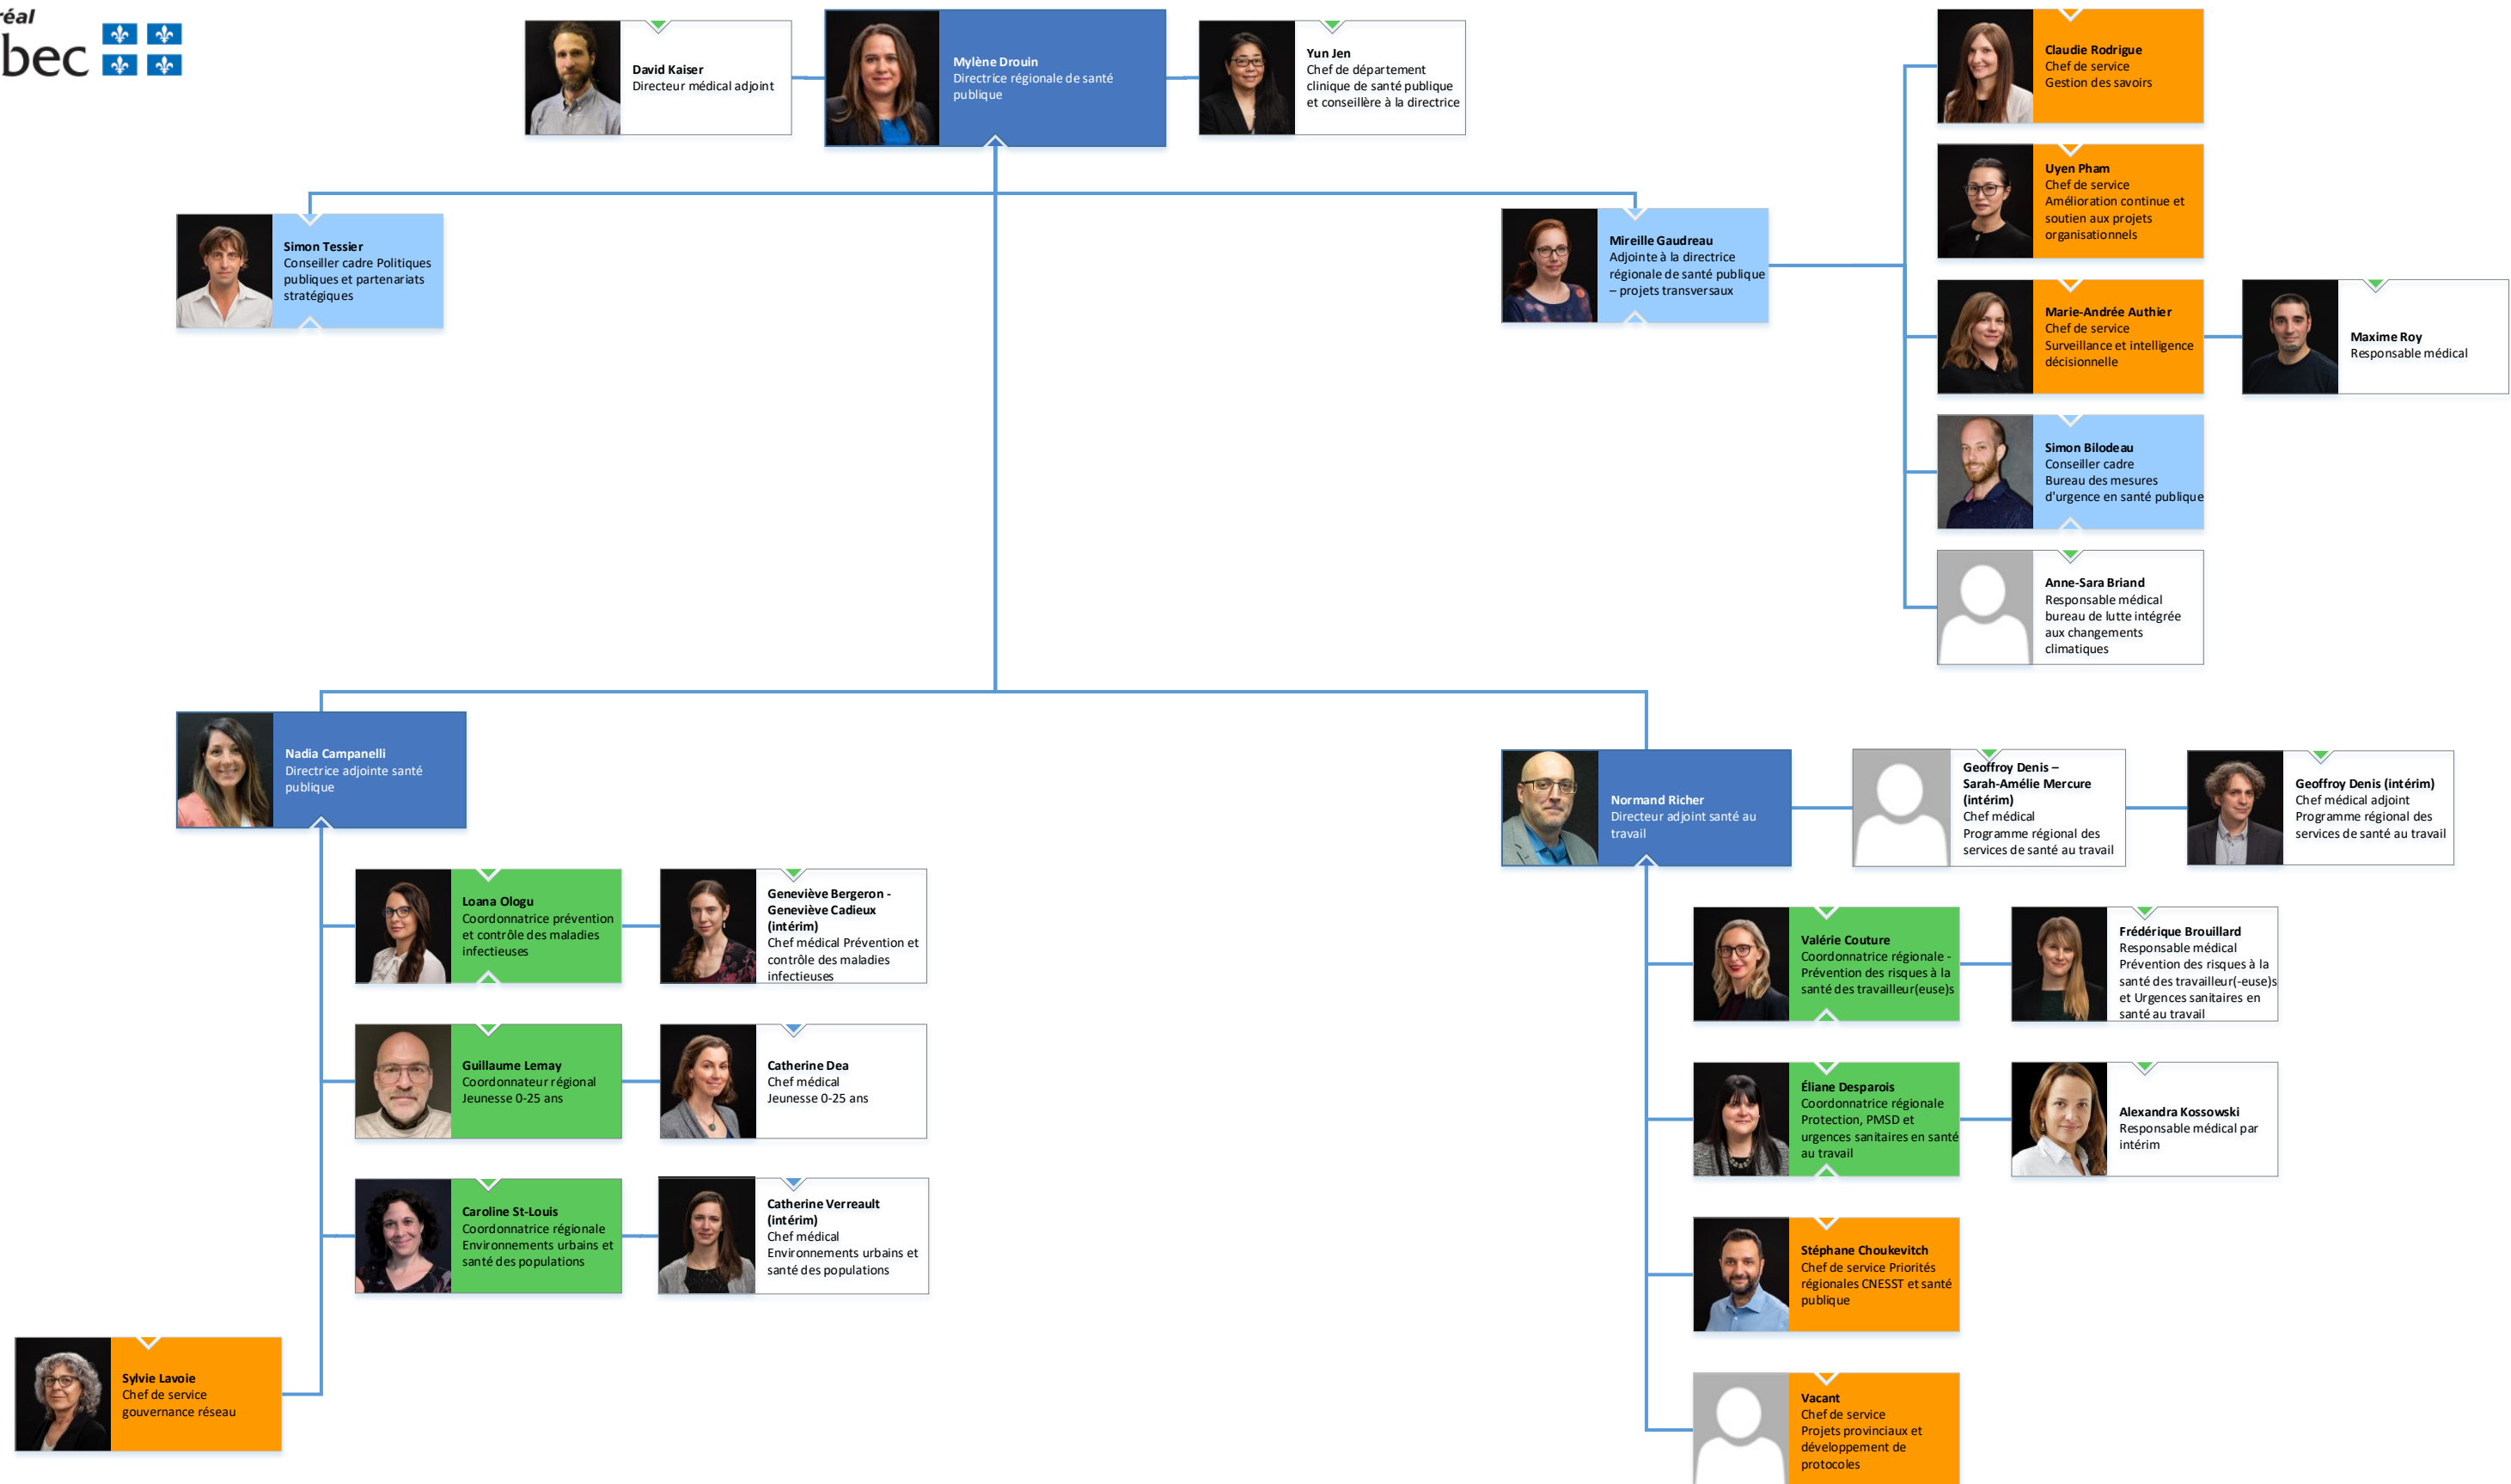 réal
bec
David Kaiser
Directeur médical adjoint
Mylène Drouin
Directrice régionale de santé
publique
Yun Jen
Chef de département
clinique de santé publique
et conseillère à la directrice
Claudie Rodrigue
Chef de service
Gestion des savoirs
Uyen Pham
Chef de service
Amélioration continue et
soutien aux projets
organisationnels
Simon Tessier
Conseiller cadre Politiques
publiques et partenariats
stratégiques
Mireille Gaudreau
Adjointe à la directrice
régionale de santé publique
– projets transversaux
Marie-Andrée Authier
Chef de service
Surveillance et intelligence
décisionnelle
Maxime Roy
Responsable médical
Simon Bilodeau
Conseiller cadre
Bureau des mesures
d'urgence en santé publique
Anne-Sara Briand
Responsable médical
bureau de lutte intégrée
aux changements
climatiques
Nadia Campanelli
Directrice adjointe santé
publique
Normand Richer
Directeur adjoint santé au
travail
Geoffroy Denis –
Sarah-Amélie Mercure
(intérim)
Chef médical
Programme régional des
services de santé au travail
Geoffroy Denis (intérim)
Chef médical adjoint
Programme régional des
services de santé au travail
Loana Ologu
Coordonnatrice prévention
et contrôle des maladies
infectieuses
Geneviève Bergeron -
Geneviève Cadieux
(intérim)
Chef médical Prévention et
contrôle des maladies
infectieuses
Valérie Couture
Coordonnatrice régionale -
Prévention des risques à la
santé des travailleur(euse)s
Frédérique Brouillard
Responsable médical
Prévention des risques à la
santé des travailleur(-euse)s
et Urgences sanitaires en
santé au travail
Guillaume Lemay
Coordonnateur régional
Jeunesse 0-25 ans
Catherine Dea
Chef médical
Jeunesse 0-25 ans
Éliane Desparois
Coordonnatrice régionale
Protection, PMSD et
urgences sanitaires en santé
au travail
Alexandra Kossowski
Responsable médical par
intérim
Caroline St-Louis
Coordonnatrice régionale
Environnements urbains et
santé des populations
Catherine Verreault
(intérim)
Chef médical
Environnements urbains et
santé des populations
Stéphane Choukevitch
Chef de service Priorités
régionales CNESST et santé
publique
Sylvie Lavoie
Chef de service
gouvernance réseau
Vacant
Chef de service
Projets provinciaux et
développement de
protocoles